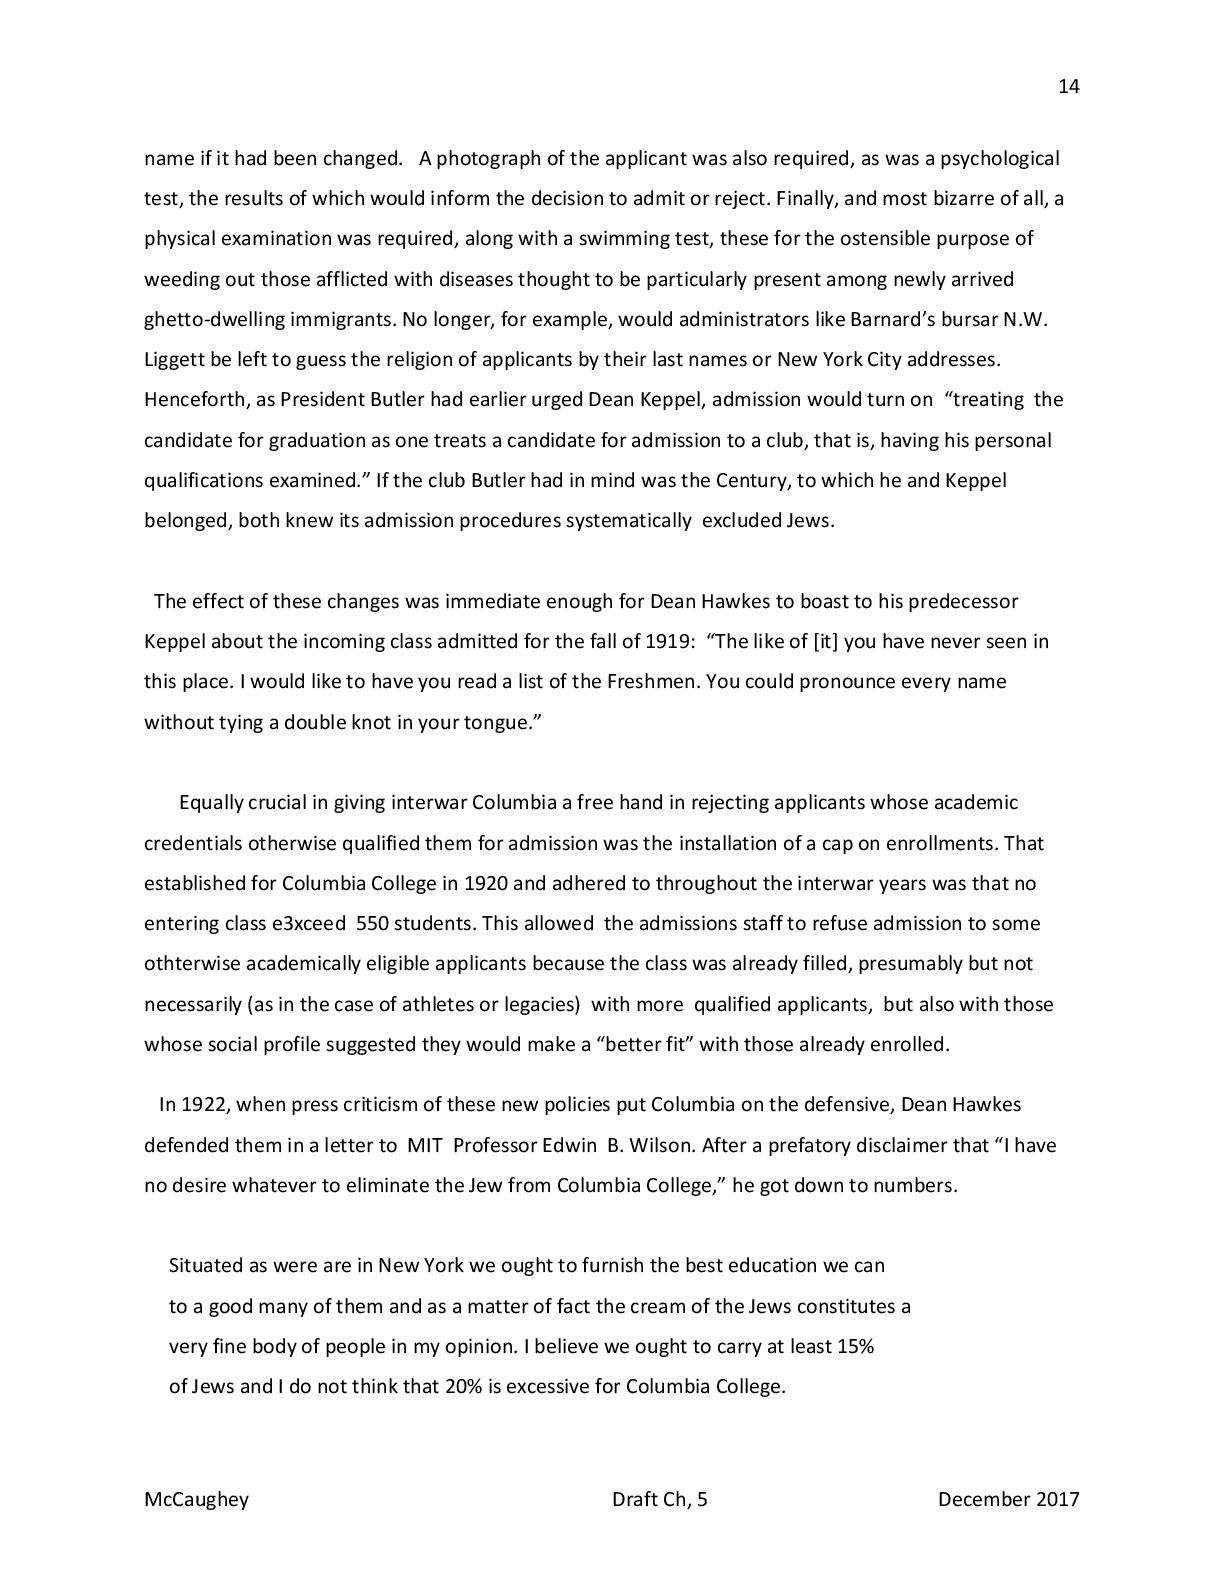 14
name if it had been changed.   A photograph of the applicant was also required, as was a psychological
test, the results of which would inform the decision to admit or reject. Finally, and most bizarre of all, a
physical examination was required, along with a swimming test, these for the ostensible purpose of
weeding out those afflicted with diseases thought to be particularly present among newly arrived
ghetto-dwelling immigrants. No longer, for example, would administrators like Barnard’s bursar N.W.
Liggett be left to guess the religion of applicants by their last names or New York City addresses.
Henceforth, as President Butler had earlier urged Dean Keppel, admission would turn on  “treating  the
candidate for graduation as one treats a candidate for admission to a club, that is, having his personal
qualifications examined.” If the club Butler had in mind was the Century, to which he and Keppel
belonged, both knew its admission procedures systematically  excluded Jews.
The effect of these changes was immediate enough for Dean Hawkes to boast to his predecessor
Keppel about the incoming class admitted for the fall of 1919:  “The like of [it] you have never seen in
this place. I would like to have you read a list of the Freshmen. You could pronounce every name
without tying a double knot in your tongue.”
Equally crucial in giving interwar Columbia a free hand in rejecting applicants whose academic
credentials otherwise qualified them for admission was the installation of a cap on enrollments. That
established for Columbia College in 1920 and adhered to throughout the interwar years was that no
entering class e3xceed  550 students. This allowed  the admissions staff to refuse admission to some
othterwise academically eligible applicants because the class was already filled, presumably but not
necessarily (as in the case of athletes or legacies)  with more  qualified applicants,  but also with those
whose social profile suggested they would make a “better fit” with those already enrolled.
In 1922, when press criticism of these new policies put Columbia on the defensive, Dean Hawkes
defended them in a letter to  MIT  Professor Edwin  B. Wilson. After a prefatory disclaimer that “I have
no desire whatever to eliminate the Jew from Columbia College,” he got down to numbers.
Situated as were are in New York we ought to furnish the best education we can
to a good many of them and as a matter of fact the cream of the Jews constitutes a
very fine body of people in my opinion. I believe we ought to carry at least 15%
of Jews and I do not think that 20% is excessive for Columbia College.
McCaughey Draft Ch, 5 December 2017